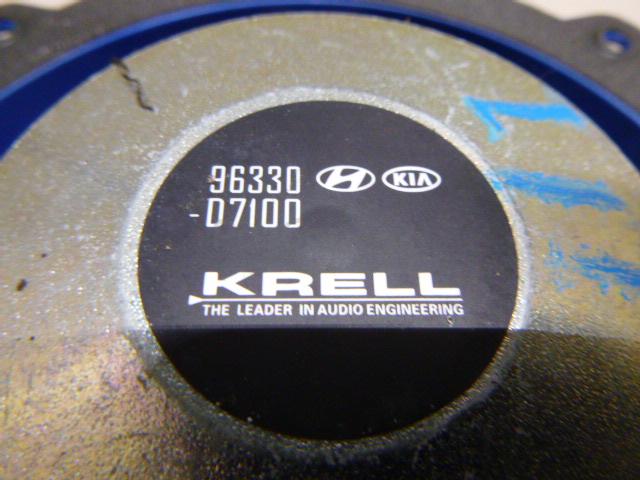 96330
-D7100
KIA
KRELL
THE LEADER IN AUDIO ENGINEERING